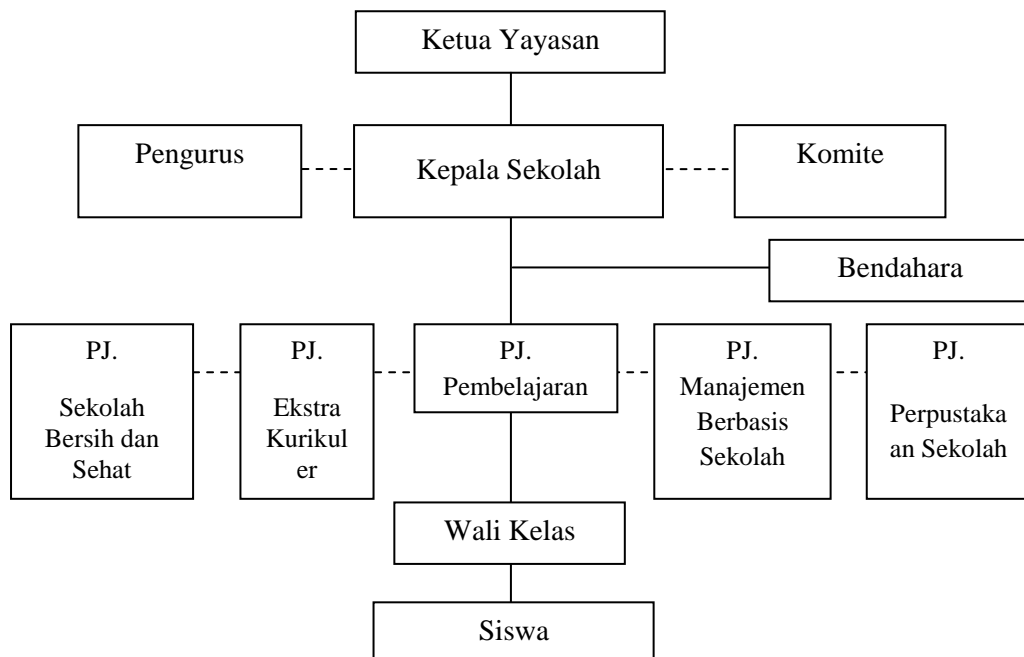 Ketua Yayasan
Pengurus
Kepala Sekolah
Komite
Bendahara
PJ.
Sekolah
Bersih dan
Sehat
PJ.
Ekstra
Kurikul
er
PJ.
Pembelajaran
PJ.
Manajemen
Berbasis
Sekolah
PJ.
Perpustaka
an Sekolah
Wali Kelas
Siswa